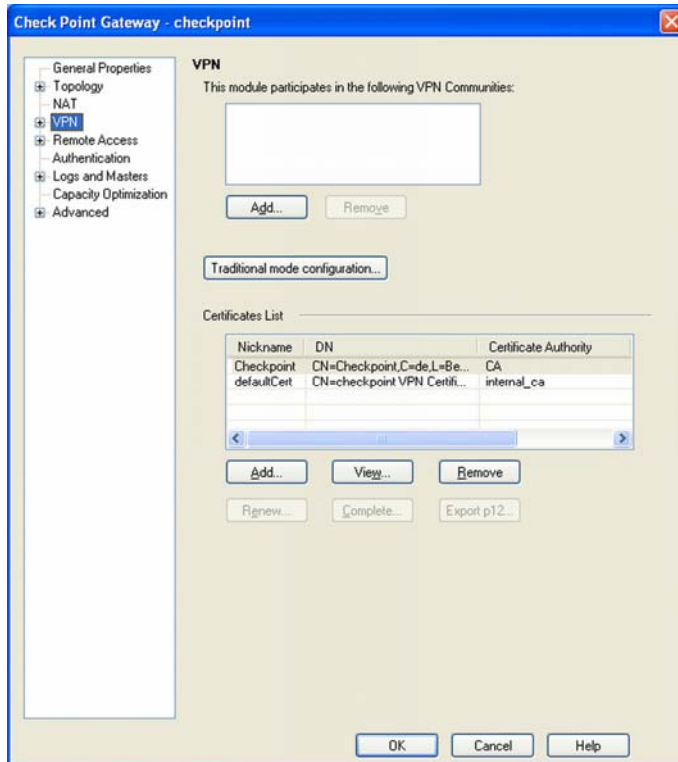 Check Point Gateway - checkpoint
General Properties
Topology
NAT
VPN
Remote Access
Authentication
Logs and Masters
Capacity Optimization
Advanced
VPN
This module participates in the following VPN Communities:
Add...
Remove
Traditional mode configuration...
Certificates List
Nickname DN Certificate Authority
Checkpoint CN=Checkpoint,C=de,L=Be... CA
defaultCert CN=checkpoint VPN Certifi... internal_ca
Add... View... Remove
Renew... Complete... Export p12...
OK Cancel Help